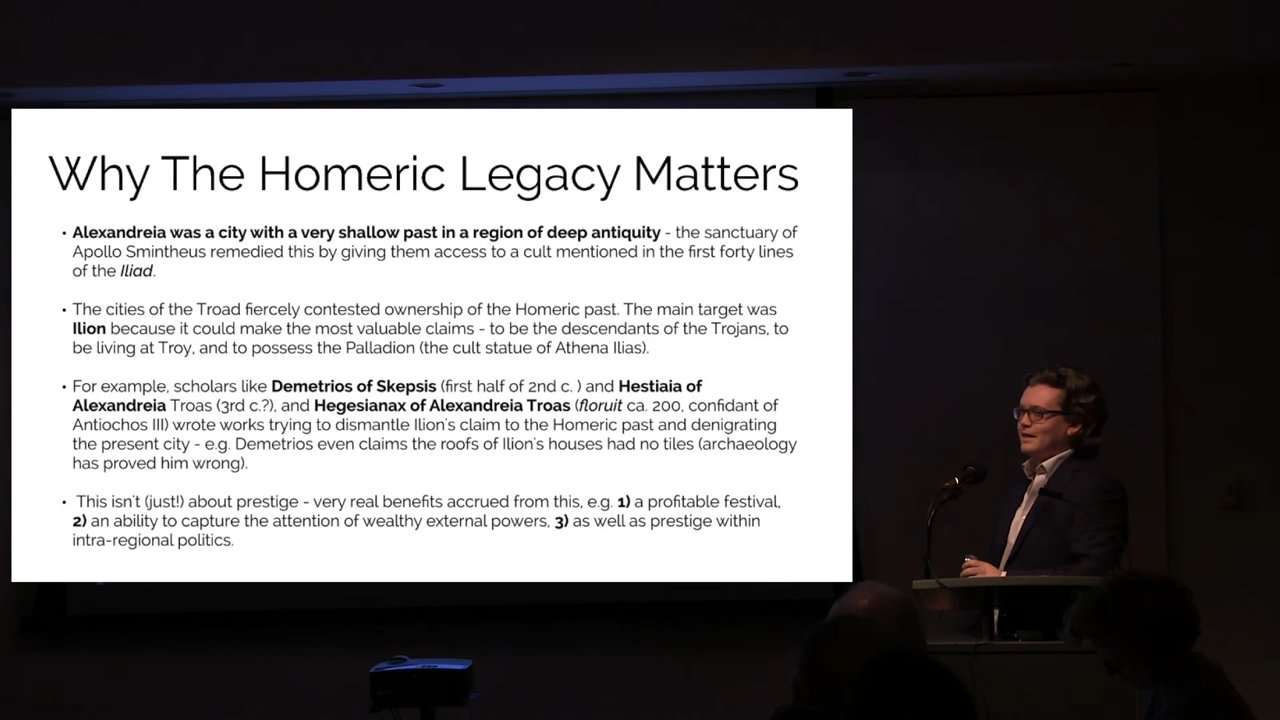 Why The Homeric Legacy Matters
• Alexandreia was a city with a very shallow past in a region of deep antiquity - the sanctuary of
Apollo Smintheus remedied this by giving them access to a cult mentioned in the first forty lines
of the Iliad.
• The cities of the Troad fiercely contested ownership of the Homeric past. The main target was
Ilion because it could make the most valuable claims - to be the descendants of the Trojans, to
be living at Troy, and to possess the Palladion (the cult statue of Athena Ilias).
• For example, scholars like Demetrios of Skepsis (first half of 2nd c. ) and Hestiaia of
Alexandreia Troas (3rd c.?), and Hegesianax of Alexandreia Troas (floruit ca. 200, confidant of
Antiochos III) wrote works trying to dismantle Ilion's claim to the Homeric past and denigrating
the present city - e.g. Demetrios even claims the roofs of Ilion's houses had no tiles (archaeology
has proved him wrong).
• This isn't (just!) about prestige - very real benefits accrued from this, e.g. 1) a profitable festival,
2) an ability to capture the attention of wealthy external powers, 3) as well as prestige within
intra-regional politics.